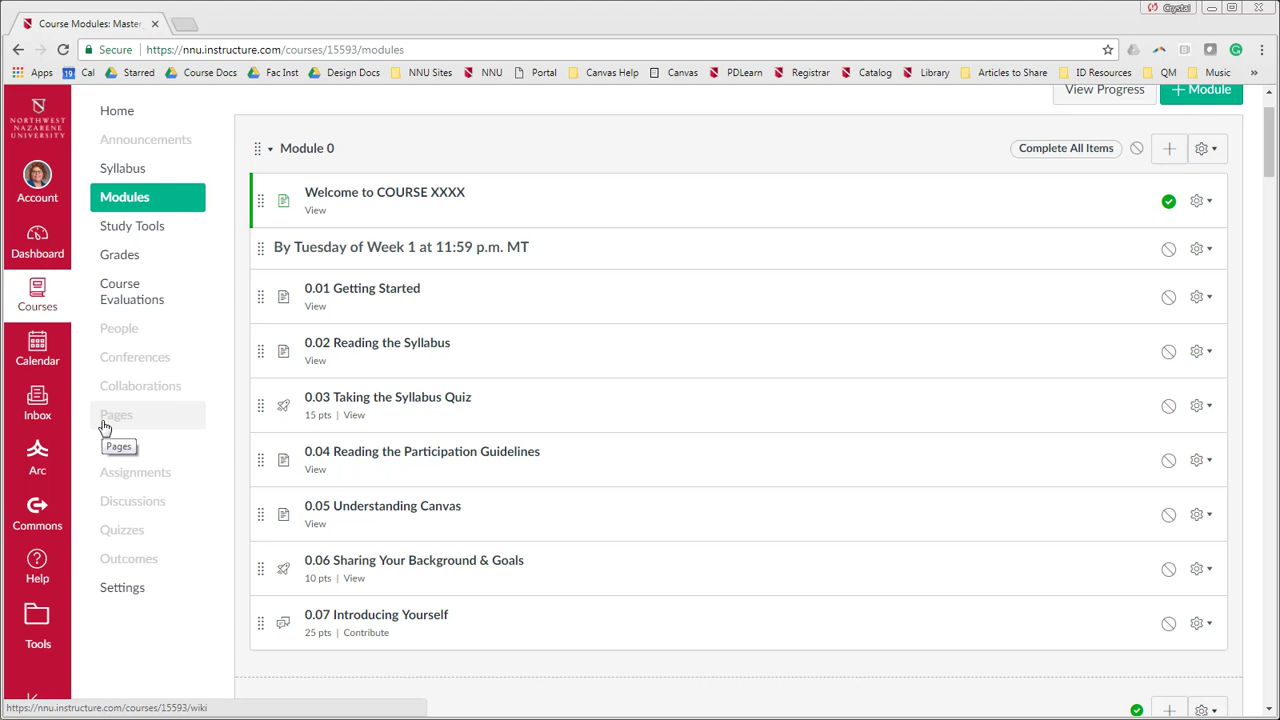 Course Modules: Master
Crystal
Secure
https://nnu.instructure.com/courses/15593/modules
Apps
19
Cal
Starred
Course Docs
Fac Inst
Design Docs
NNU Sites
NNU
Portal
Canvas Help
Canvas
PDLearn
Registrar
Catalog
Library
Articles to Share
ID Resources
QM
Music
»
NORTHWEST
NAZARENE
UNIVERSITY
Account
Dashboard
Courses
Calendar
Inbox
Arc
Commons
Help
Tools
Home
Announcements
Syllabus
Modules
Study Tools
Grades
Course
Evaluations
People
Conferences
Collaborations
Pages
Pages
Assignments
Discussions
Quizzes
Outcomes
Settings
View Progress
+ Module
Module 0
Complete All Items
Welcome to COURSE XXXX
View
By Tuesday of Week 1 at 11:59 p.m. MT
0.01 Getting Started
View
0.02 Reading the Syllabus
View
0.03 Taking the Syllabus Quiz
15 pts | View
0.04 Reading the Participation Guidelines
View
0.05 Understanding Canvas
View
0.06 Sharing Your Background & Goals
10 pts | View
0.07 Introducing Yourself
25 pts | Contribute
https://nnu.instructure.com/courses/15593/wiki